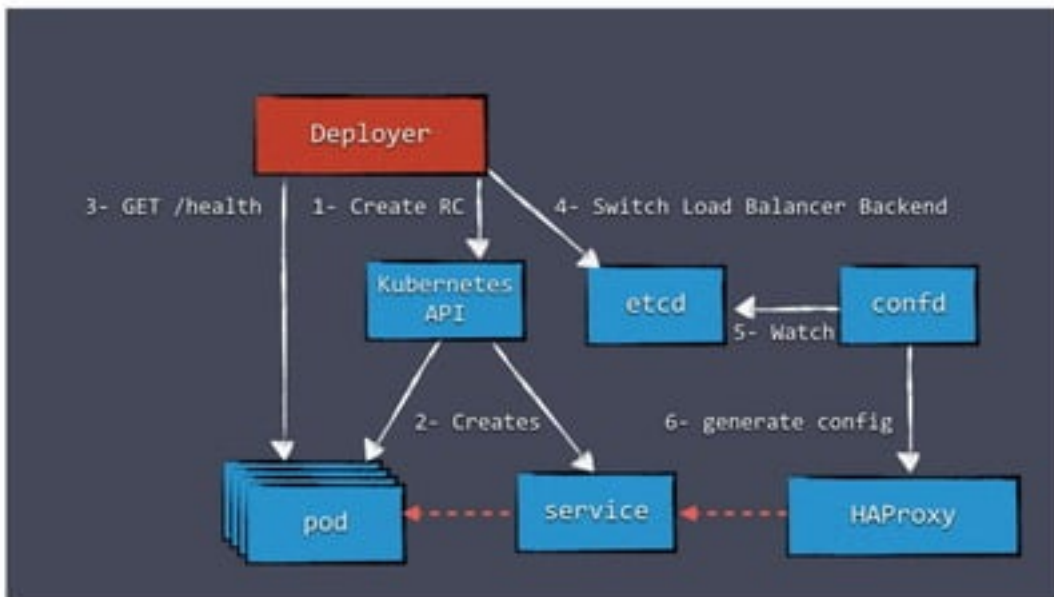 Deployer
3- GET /health
1- Create RC
4- Switch Load Balancer Backend
Kubernetes
API
etcd
confd
5- Watch
2- Creates
6- generate config
pod
service
HAProxy